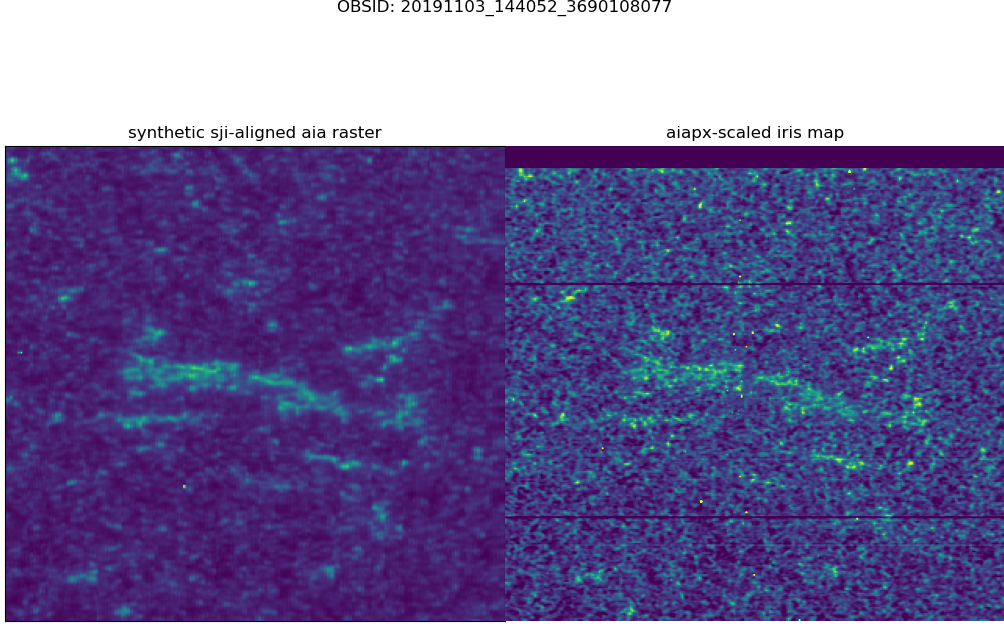 OBSID: 20191103_144052_3690108077
synthetic sji-aligned aia raster
aiapx-scaled iris map